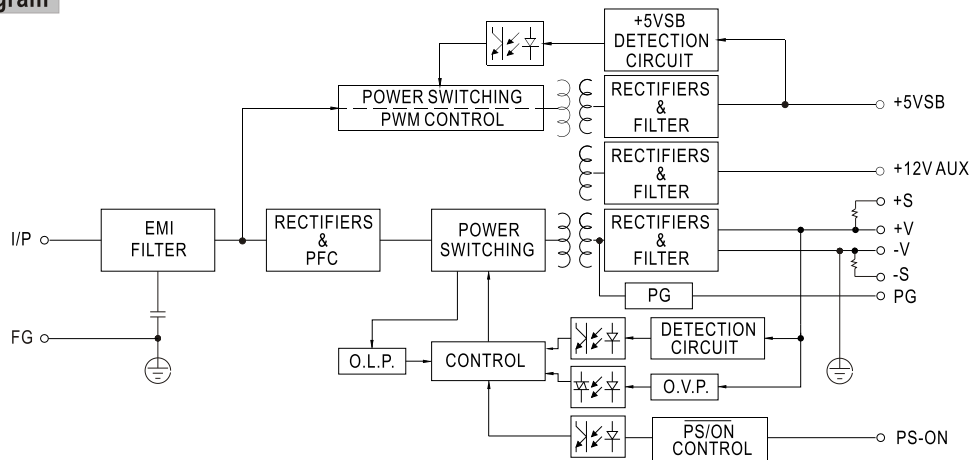 gram
+5VSB
DETECTION
CIRCUIT
POWER SWITCHING
PWM CONTROL
RECTIFIERS
&
FILTER
+5VSB
RECTIFIERS
&
FILTER
+12V AUX
I/P
EMI
FILTER
RECTIFIERS
&
PFC
POWER
SWITCHING
RECTIFIERS
&
FILTER
+S
+V
-V
-S
PG
PG
FG
O.L.P.
CONTROL
DETECTION
CIRCUIT
O.V.P.
PS/ON
CONTROL
PS-ON